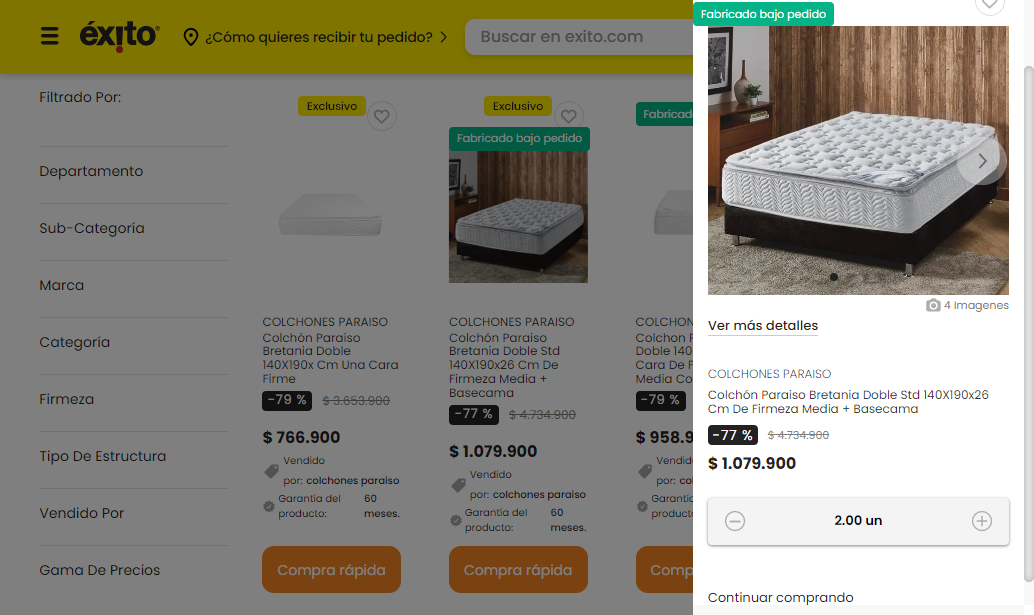 éxito
¿Cómo quieres recibir tu pedido?
Buscar en exito.com
Filtrado Por:
Departamento
Sub-Categoría
Marca
Categoría
Firmeza
Tipo De Estructura
Vendido Por
Gama De Precios
Exclusivo
COLCHONES PARAISO
Colchón Paraiso
Bretania Doble
140X190x Cm Una Cara
Firme
-79 %
$ 3.653.900
$ 766.900
Vendido
por: colchones paraiso
Garantía del
producto:
60
meses.
Compra rápida
Exclusivo
Fabricado bajo pedido
COLCHONES PARAISO
Colchón Paraiso
Bretania Doble Std
140X190x26 Cm De
Firmeza Media +
Basecama
-77 %
$ 4.734.900
$ 1.079.900
Vendido
por: colchones paraiso
Garantía del
producto:
60
meses.
Compra rápida
Fabricad
COLCHON
Colchon P
Doble 140
Cara De F
Media Co
-79 %
$ 958.9
Vendid
por: co
Garantí
product
Comp
Fabricado bajo pedido
4 Imagenes
Ver más detalles
COLCHONES PARAISO
Colchón Paraiso Bretania Doble Std 140X190x26
Cm De Firmeza Media + Basecama
-77 %
$ 4.734.900
$ 1.079.900
2.00 un
Continuar comprando